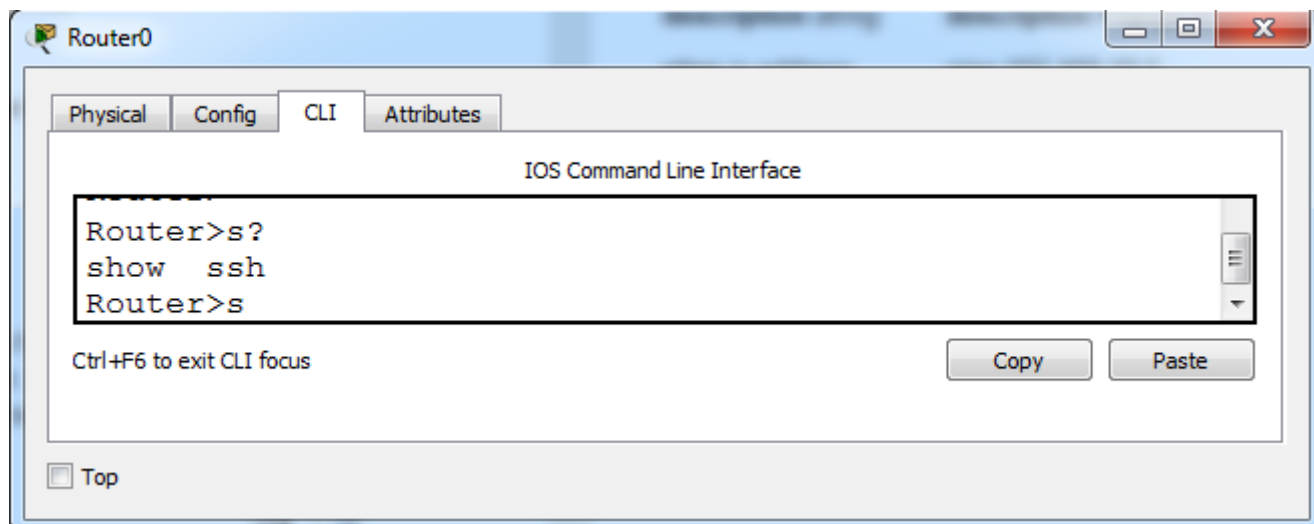 Router0
Physical Config CLI Attributes
IOS Command Line Interface
Router>s?
show ssh
Router>s
Ctrl+F6 to exit CLI focus
Copy Paste
Top